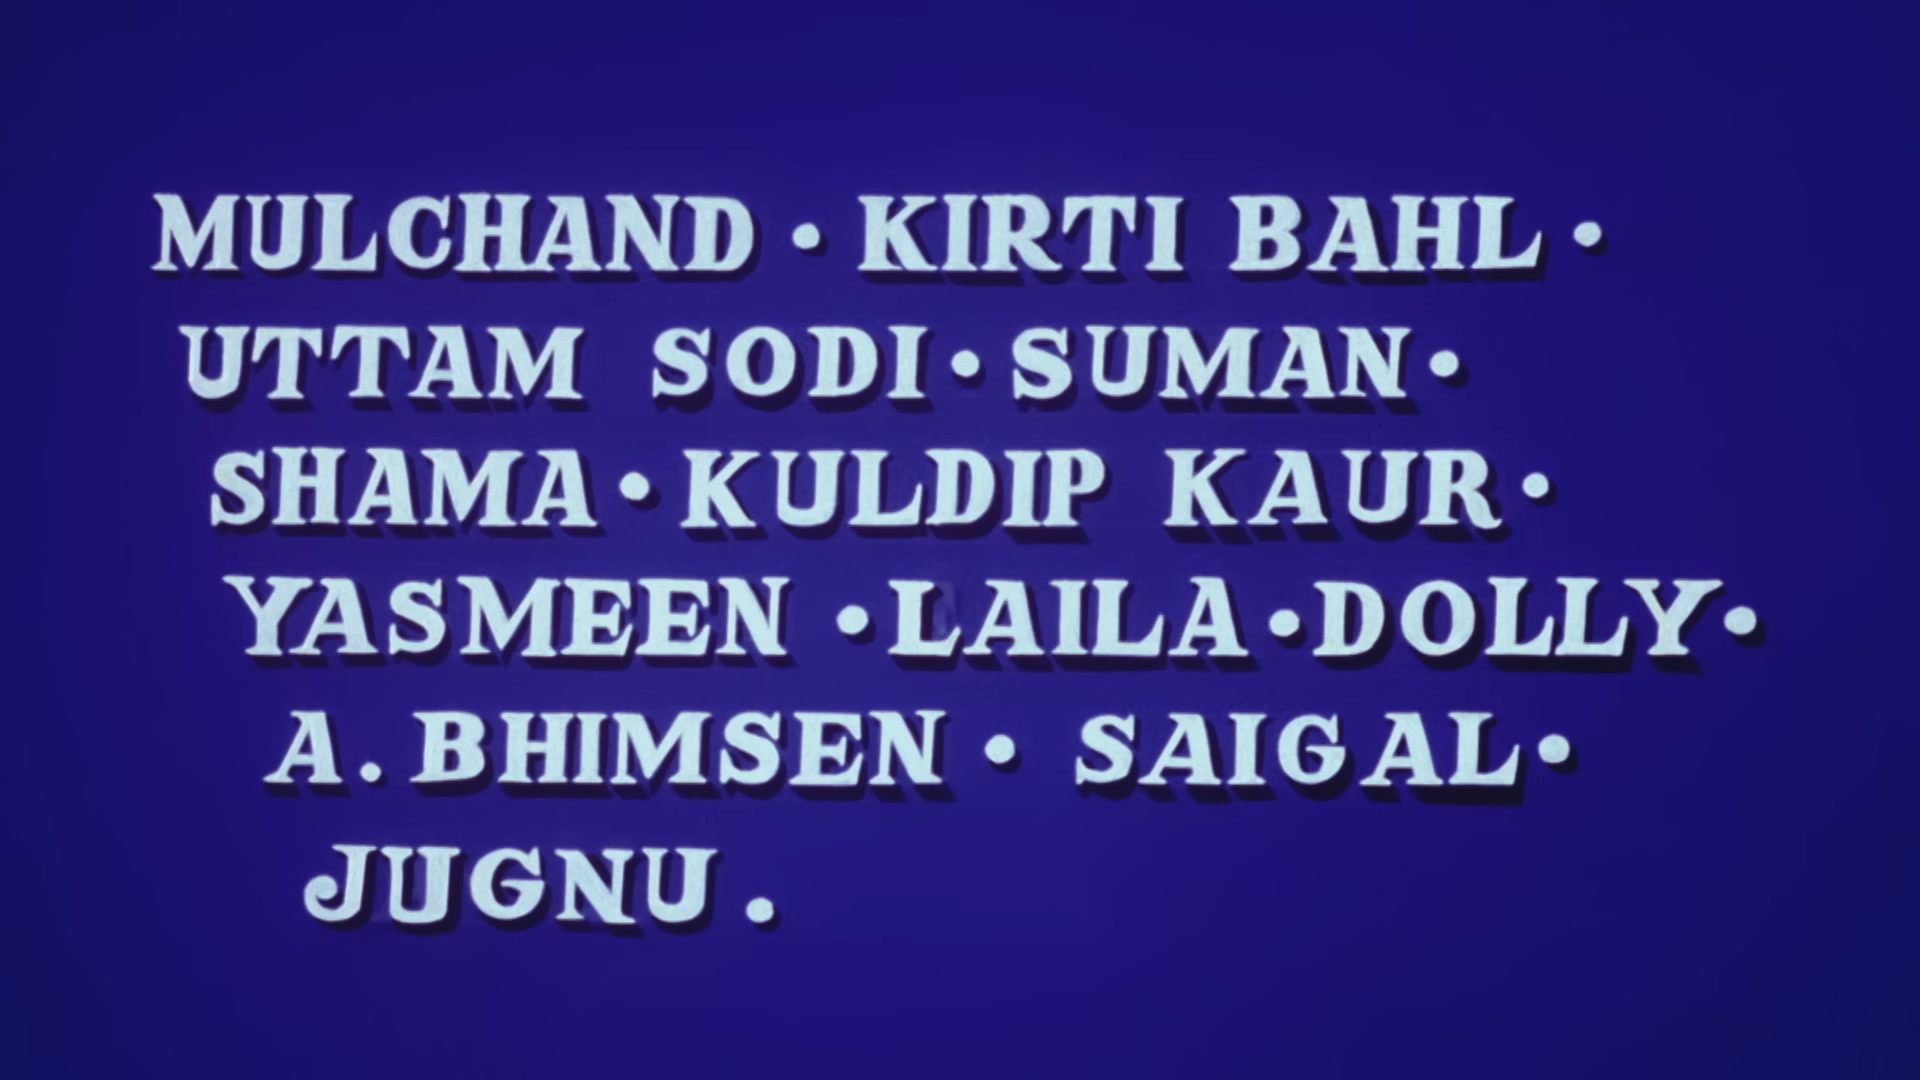 MULCHAND • KIRTI BAHL •
UTTAM SODI • SUMAN •
SHAMA • KULDIP KAUR •
YASMEEN • LAILA • DOLLY •
A. BHIMSEN • SAIGAL •
JUGNU.